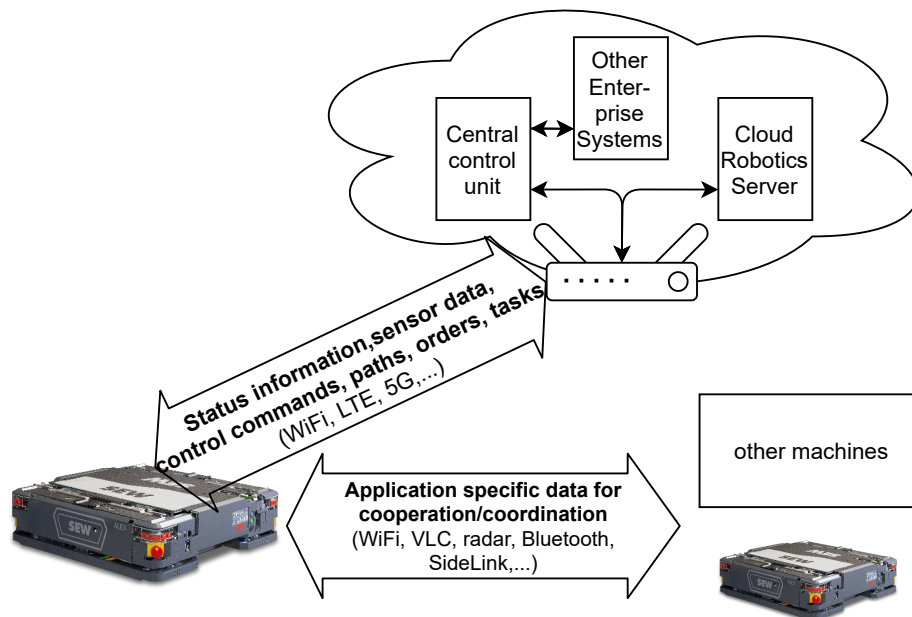 Other
Enter-
prise
Systems
Central
control
unit
Cloud
Robotics
Server
Status information,sensor data,
control commands, paths, orders, tasks
(WiFi, LTE, 5G,...)
other machines
Application specific data for
cooperation/coordination
(WiFi, VLC, radar, Bluetooth,
SideLink,...)
SEW
SEW
ALEX
SEW